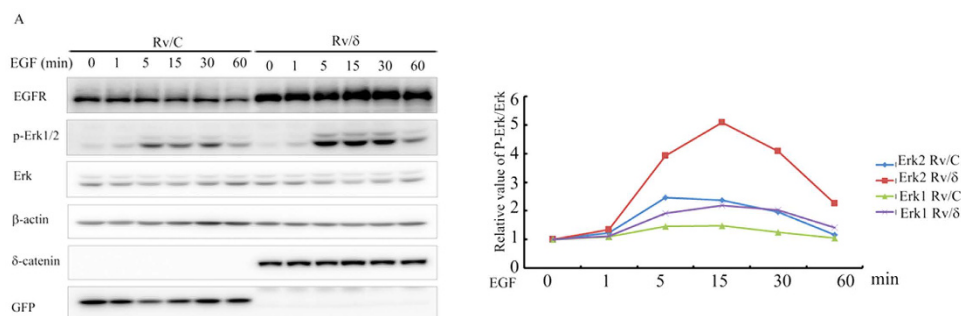 A
Rv/C Rv/δ
EGF (min) 0 1 5 15 30 60 0 1 5 15 30 60
EGFR
p-Erk1/2
Erk
β-actin
δ-catenin
GFP
Relative value of P-Erk/Erk
6
5
4
3
2
1
0
EGF 0 1 5 15 30 60 min
Erk2 Rv/C
Erk2 Rv/δ
Erk1 Rv/C
Erk1 Rv/δ